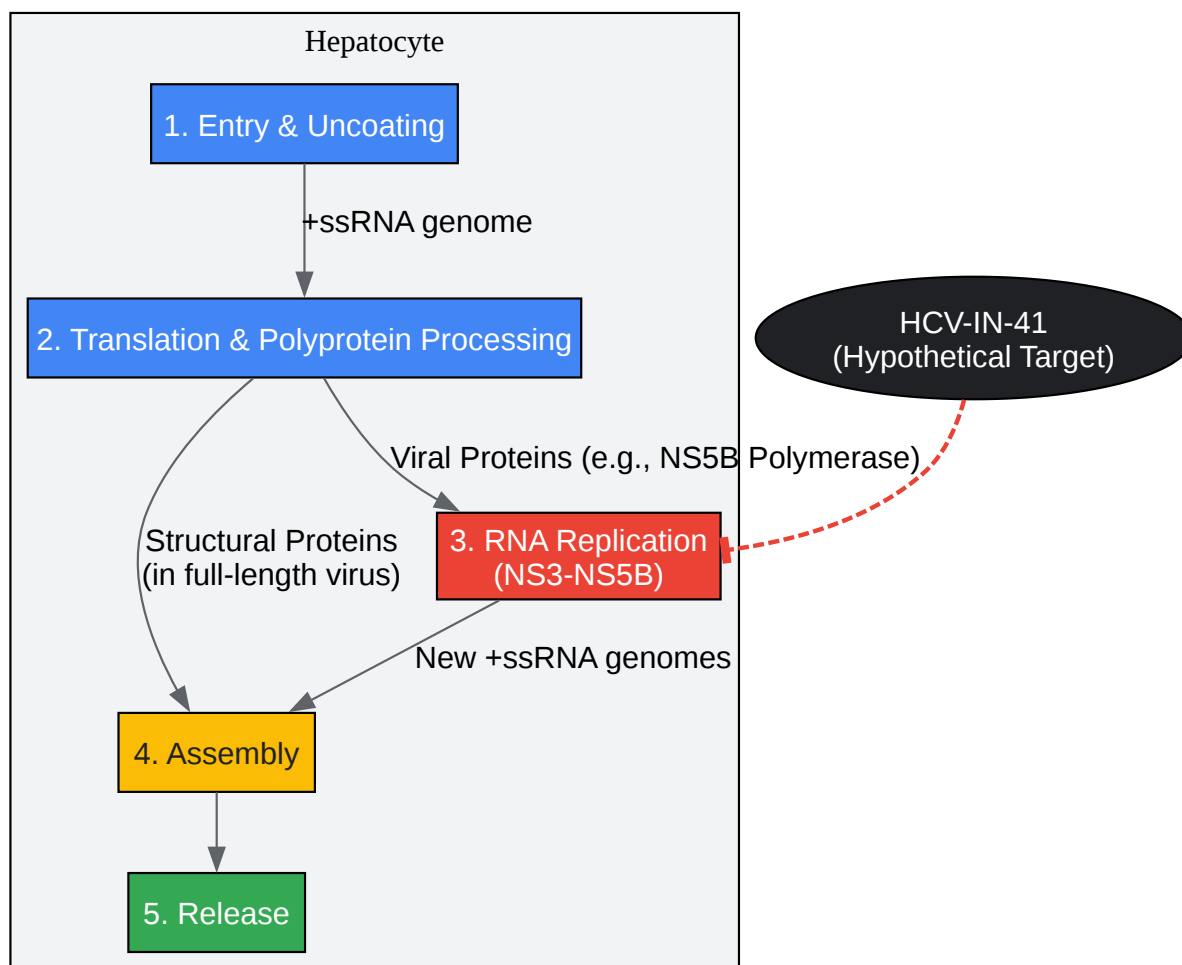 Hepatocyte
1. Entry & Uncoating
+ssRNA genome
2. Translation & Polyprotein Processing
HCV-IN-41
(Hypothetical Target)
Viral Proteins (e.g., NS5B Polymerase)
Structural Proteins
(in full-length virus)
3. RNA Replication
(NS3-NS5B)
New +ssRNA genomes
4. Assembly
5. Release